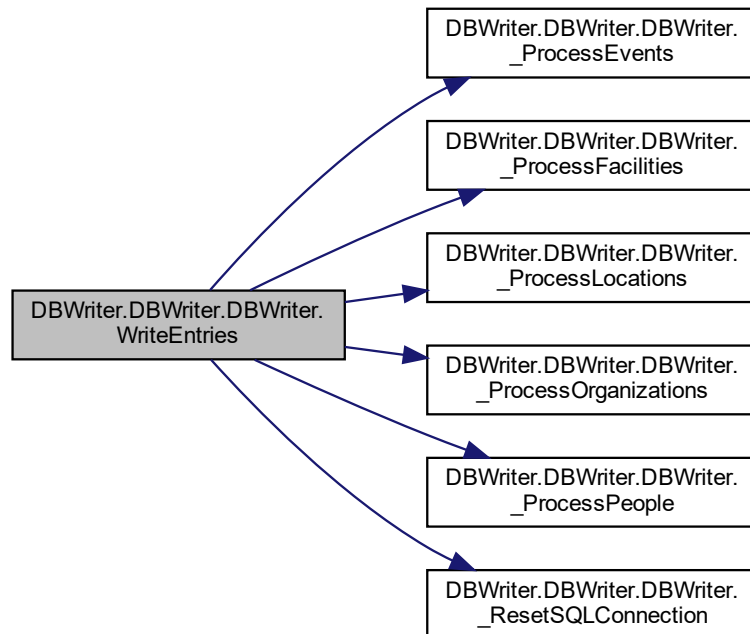 DBWriter.DBWriter.DBWriter.
_ProcessEvents
DBWriter.DBWriter.DBWriter.
_ProcessFacilities
DBWriter.DBWriter.DBWriter.
_ProcessLocations
DBWriter.DBWriter.DBWriter.
WriteEntries
DBWriter.DBWriter.DBWriter.
_ProcessOrganizations
DBWriter.DBWriter.DBWriter.
_ProcessPeople
DBWriter.DBWriter.DBWriter.
_ResetSQLConnection